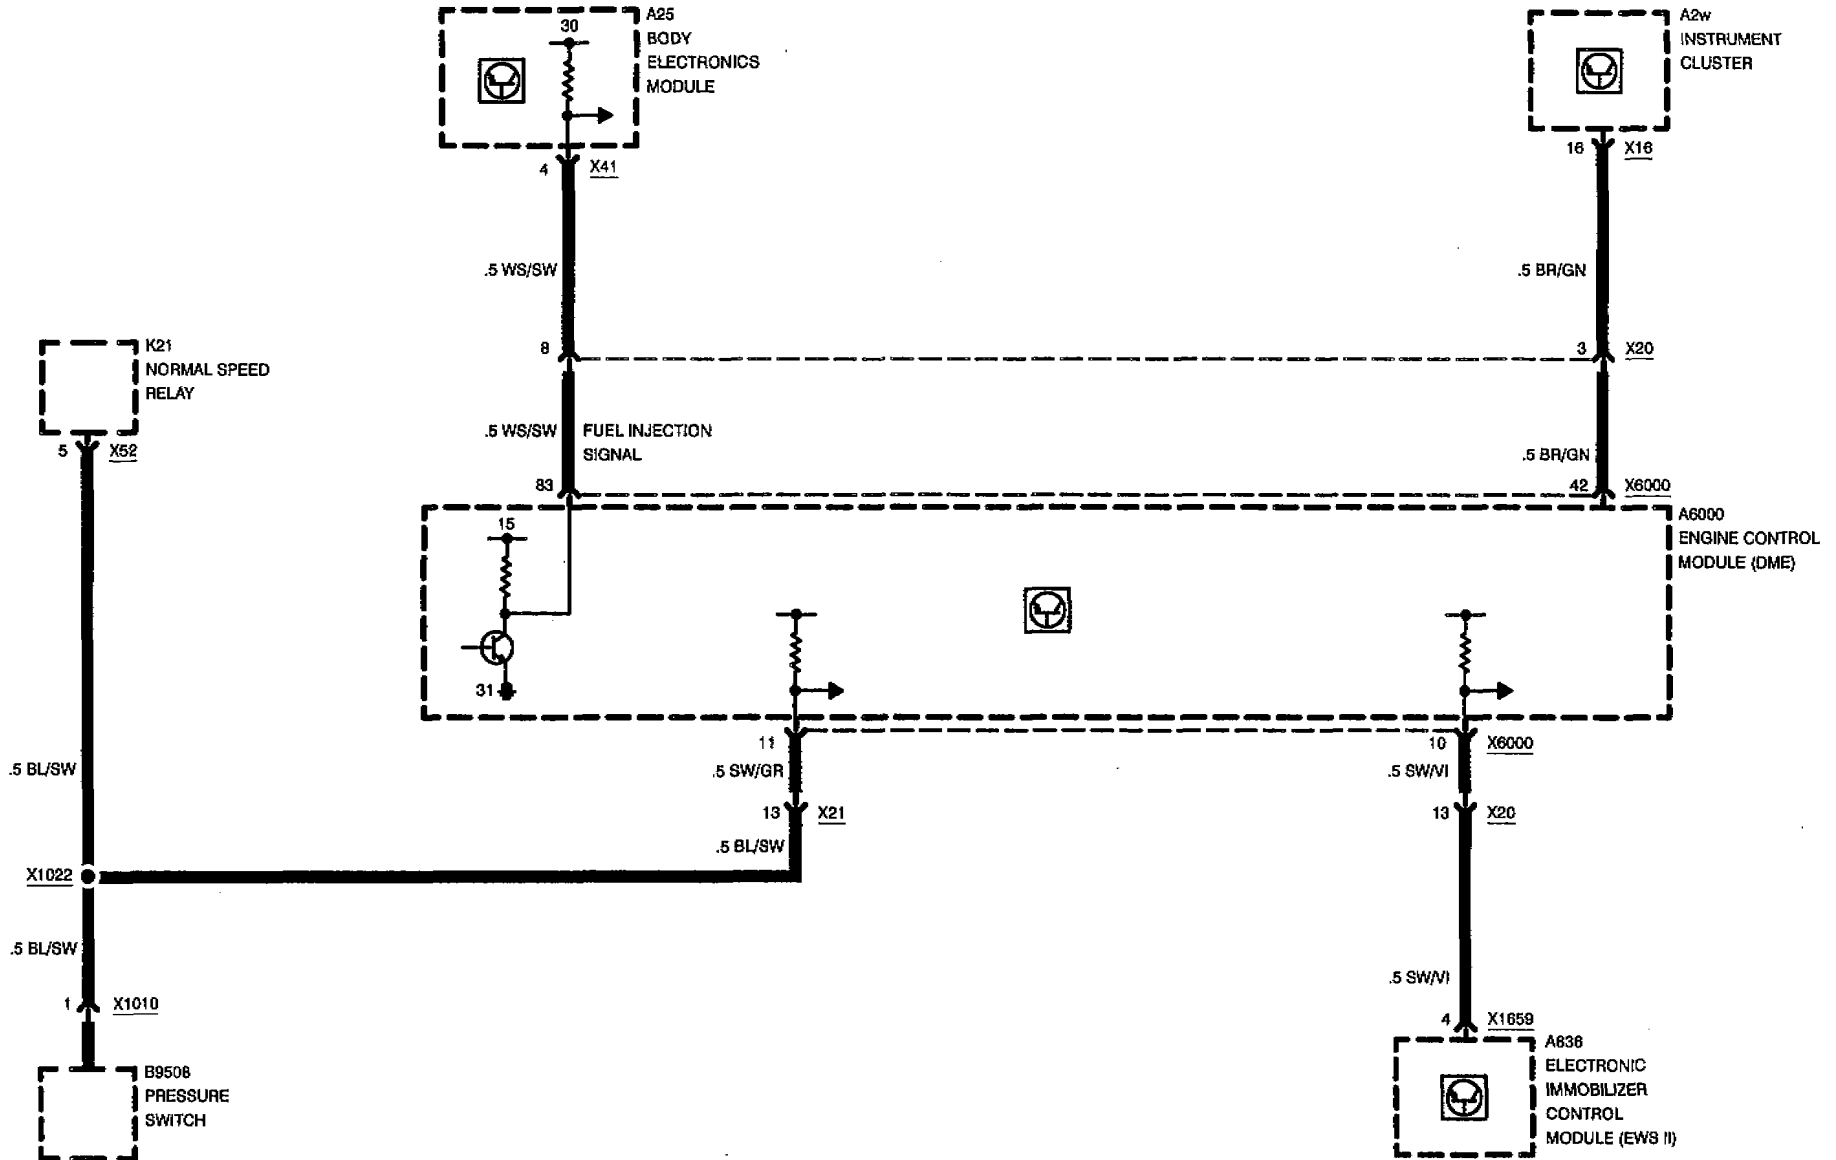 A25
BODY
ELECTRONICS
MODULE
30
4
X41
.5 WS/SW
8
.5 WS/SW
FUEL INJECTION
SIGNAL
83
A2w
INSTRUMENT
CLUSTER
16
X16
.5 BR/GN
3
X20
.5 BR/GN
42
X6000
K21
NORMAL SPEED
RELAY
5
X52
.5 BL/SW
X1022
.5 BL/SW
1
X1010
B9508
PRESSURE
SWITCH
A6000
ENGINE CONTROL
MODULE (DME)
15
31
11
.5 SW/GR
13
X21
.5 BL/SW
10
X6000
.5 SW/VI
13
X20
.5 SW/VI
4
X1659
A836
ELECTRONIC
IMMOBILIZER
CONTROL
MODULE (EWS II)